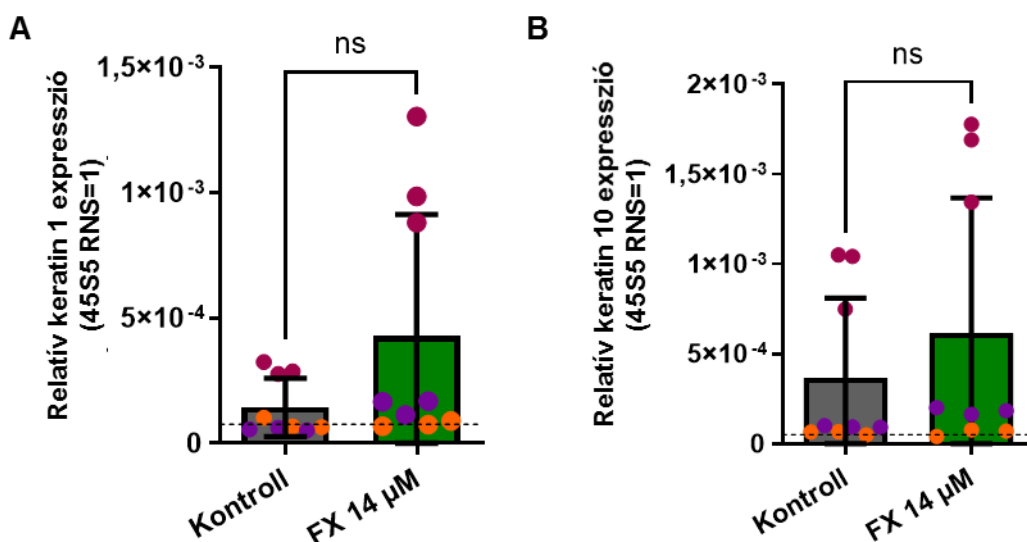 A
ns
Relatív keratin 1 expresszió
(45S5 RNS=1)
1,5×10⁻³
1×10⁻³
5×10⁻⁴
0
Kontroll
FX 14 µM
B
ns
Relatív keratin 10 expresszió
(45S5 RNS=1)
2×10⁻³
1,5×10⁻³
1×10⁻³
5×10⁻⁴
0
Kontroll
FX 14 µM